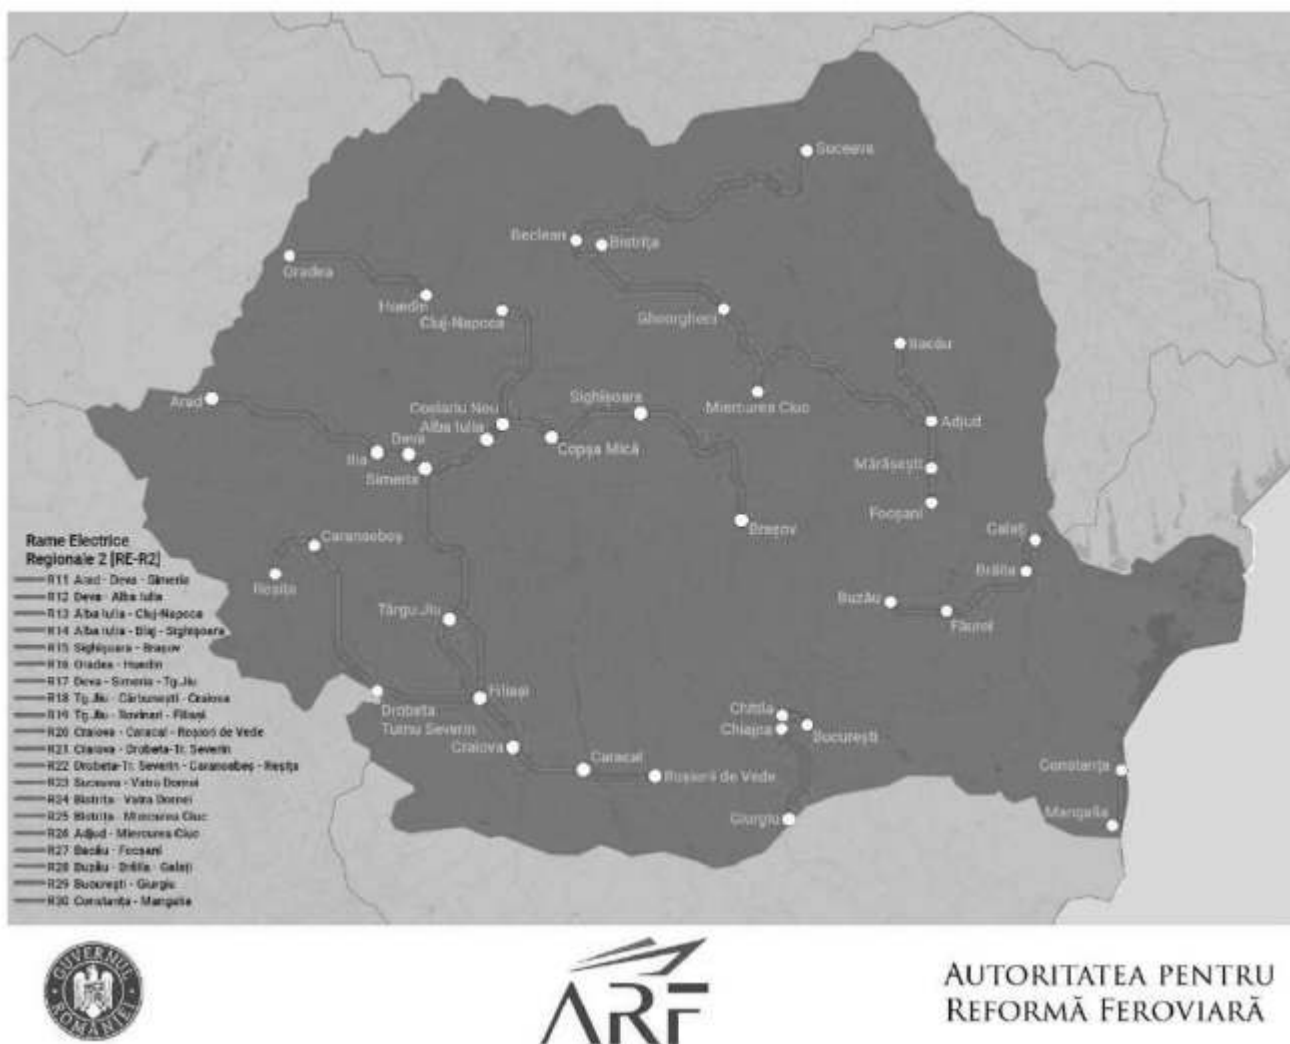 Suceava
Beclean
Bistrița
Oradea
Huedin
Cluj-Napoca
Gheorgheni
Bacău
Arad
Sighișoara
Miercurea Ciuc
Coslariu Nou
Alba Iulia
Adjud
Deva
Ilia
Copșa Mică
Simeria
Mărășești
Focșani
Brașov
Galați
Caransebeș
Brăila
Reșița
Buzău
Făurei
Târgu Jiu
Filiași
Drobeta
Turnu Severin
Chitila
Chiajna
București
Craiova
Caracal
Roșiorii de Vede
Constanța
Giurgiu
Mangalia
Rame Electrice
Regionale 2 [RE-R2]
R11 Arad - Deva - Simeria
R12 Deva - Alba Iulia
R13 Alba Iulia - Cluj-Napoca
R14 Alba Iulia - Blaj - Sighișoara
R15 Sighișoara - Brașov
R16 Oradea - Huedin
R17 Deva - Simeria - Tg.Jiu
R18 Tg.Jiu - Cărbunești - Craiova
R19 Tg.Jiu - Rovinari - Filiași
R20 Craiova - Caracal - Roșiori de Vede
R21 Craiova - Drobeta-Tr. Severin
R22 Drobeta-Tr. Severin - Caransebeș - Reșița
R23 Suceava - Vatra Dornei
R24 Bistrița - Vatra Dornei
R25 Bistrița - Miercurea Ciuc
R26 Adjud - Miercurea Ciuc
R27 Bacău - Focșani
R28 Buzău - Brăila - Galați
R29 București - Giurgiu
R30 Constanța - Mangalia
GUVERNUL ROMÂNIEI
ARF
AUTORITATEA PENTRU
REFORMĂ FEROVIARĂ